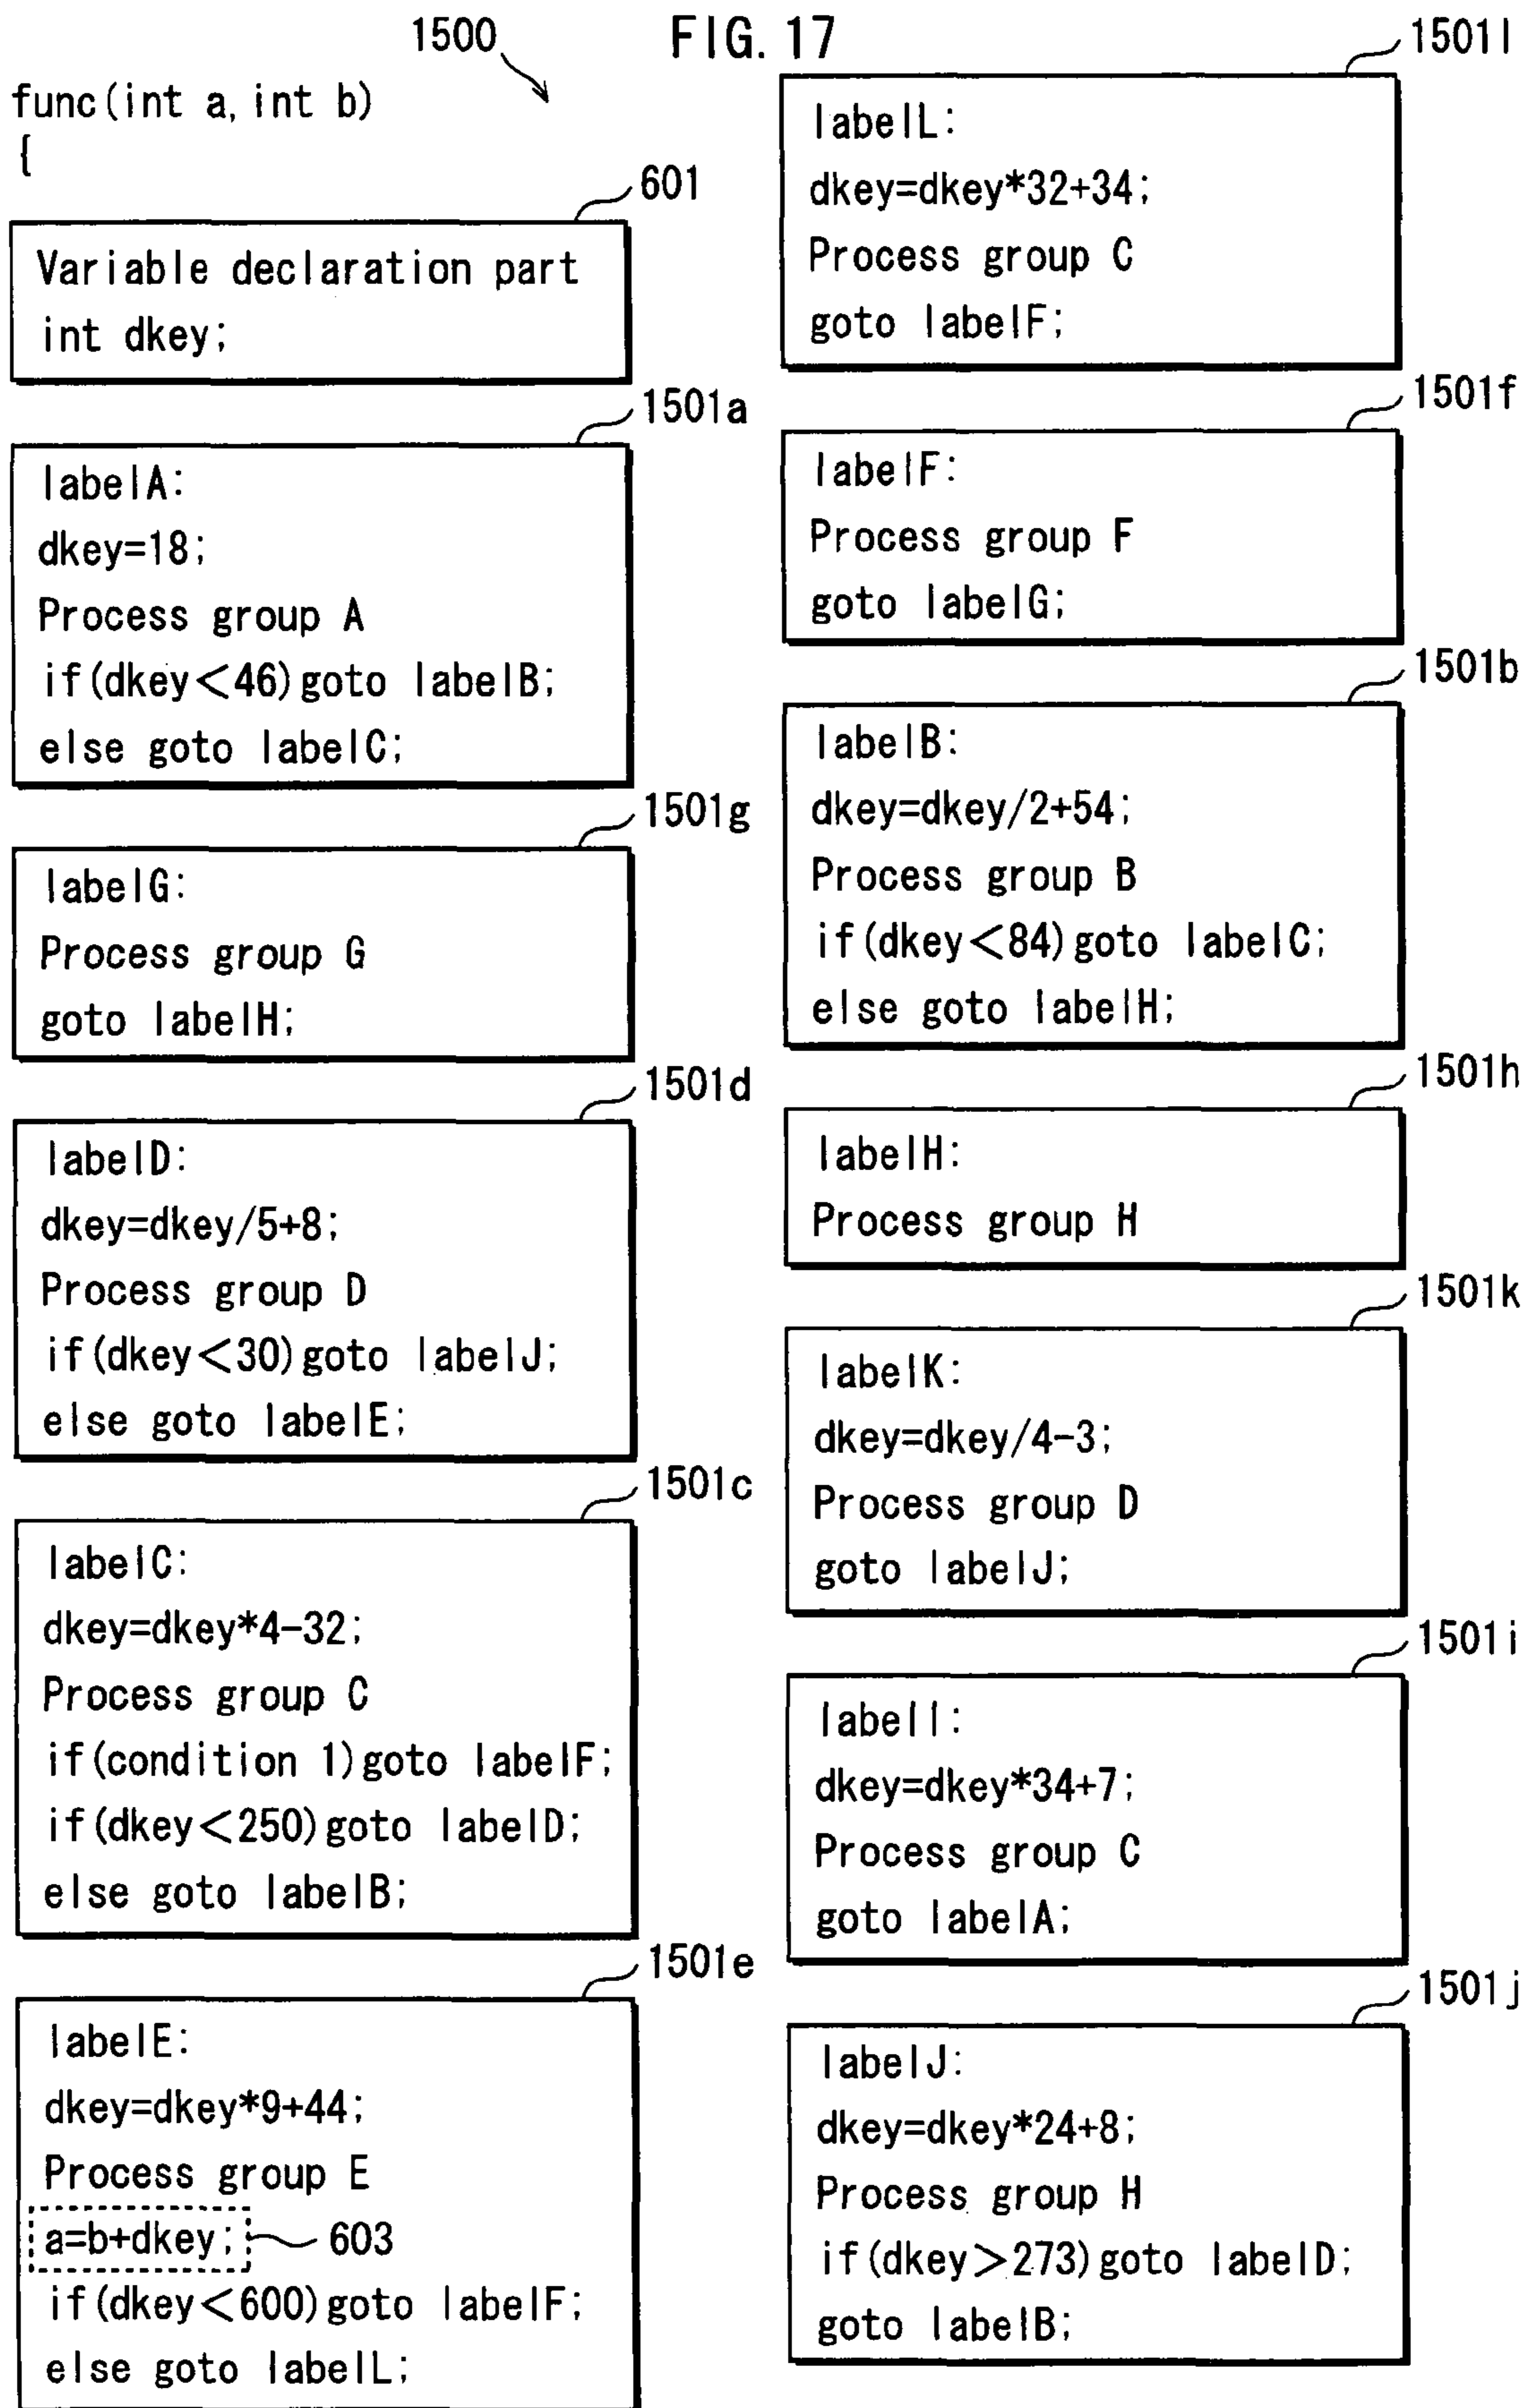 FIG. 17
1500
func(int a, int b)
{
601
Variable declaration part
int dkey;
1501a
labelA:
dkey=18;
Process group A
if(dkey<46)goto labelB;
else goto labelC;
1501g
labelG:
Process group G
goto labelH;
1501d
labelD:
dkey=dkey/5+8;
Process group D
if(dkey<30)goto labelJ;
else goto labelE;
1501c
labelC:
dkey=dkey*4-32;
Process group C
if(condition 1)goto labelF;
if(dkey<250)goto labelD;
else goto labelB;
1501e
labelE:
dkey=dkey*9+44;
Process group E
a=b+dkey; 603
if(dkey<600)goto labelF;
else goto labelL;
1501l
labelL:
dkey=dkey*32+34;
Process group C
goto labelF;
1501f
labelF:
Process group F
goto labelG;
1501b
labelB:
dkey=dkey/2+54;
Process group B
if(dkey<84)goto labelC;
else goto labelH;
1501h
labelH:
Process group H
1501k
labelK:
dkey=dkey/4-3;
Process group D
goto labelJ;
1501i
labelI:
dkey=dkey*34+7;
Process group C
goto labelA;
1501j
labelJ:
dkey=dkey*24+8;
Process group H
if(dkey>273)goto labelD;
goto labelB;